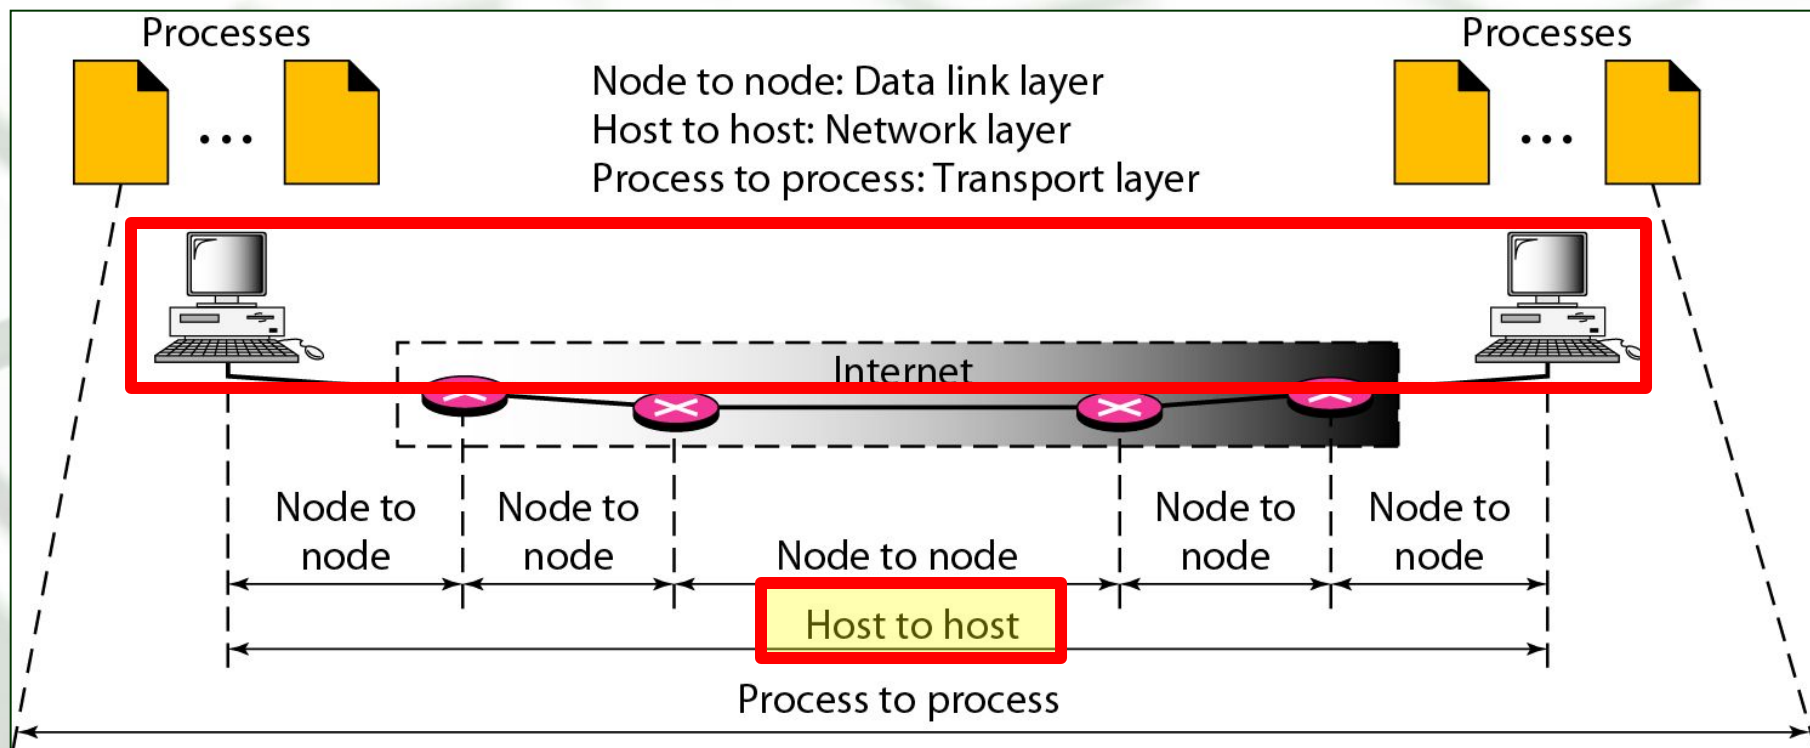 Processes
Processes
Node to node: Data link layer
Host to host: Network layer
Process to process: Transport layer
Internet
Node to
node
Node to
node
Node to node
Node to
node
Node to
node
Host to host
Process to process